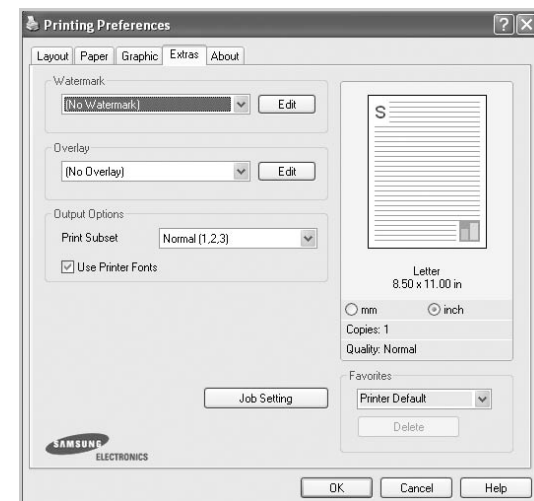 Printing Preferences
Layout Paper Graphic Extras About
Watermark
(No Watermark) Edit
Overlay
(No Overlay) Edit
Output Options
Print Subset Normal (1,2,3)
Use Printer Fonts
S
Letter
8.50 x 11.00 in
mm inch
Copies: 1
Quality: Normal
Favorites
Printer Default
Delete
Job Setting
SAMSUNG
ELECTRONICS
OK Cancel Help